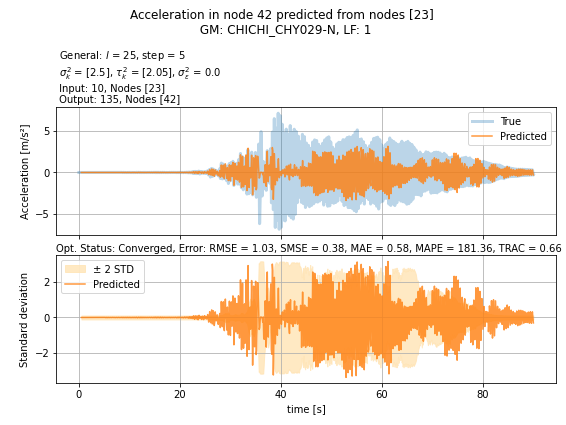 Acceleration in node 42 predicted from nodes [23]
GM: CHICHI_CHY029-N, LF: 1
General: l = 25, step = 5
σ²ₖ = [2.5], τ²ₖ = [2.05], σ²ε = 0.0
Input: 10, Nodes [23]
Output: 135, Nodes [42]
Acceleration [m/s²]
5
0
−5
True
Predicted
Opt. Status: Converged, Error: RMSE = 1.03, SMSE = 0.38, MAE = 0.58, MAPE = 181.36, TRAC = 0.66
Standard deviation
2
0
−2
± 2 STD
Predicted
0 20 40 60 80
time [s]